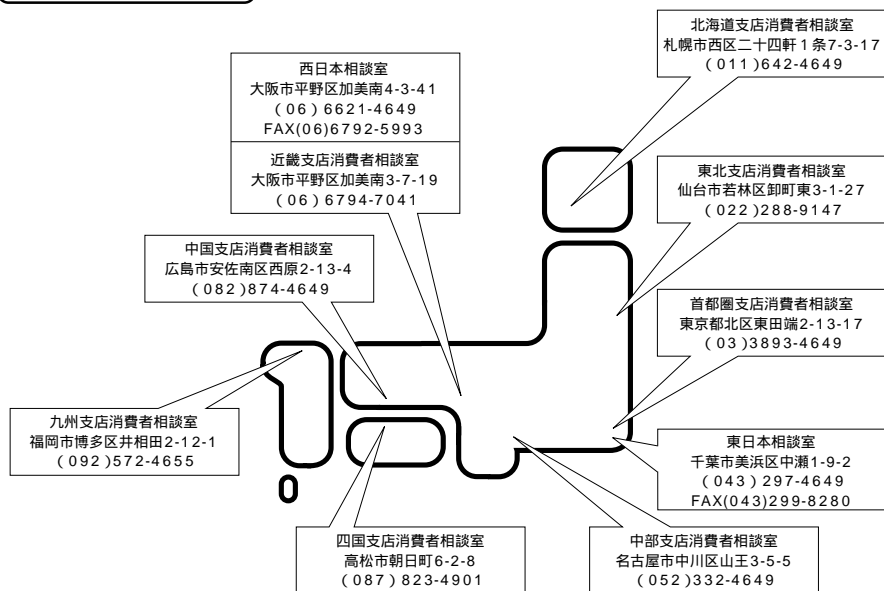 北海道支店消費者相談室
札幌市西区二十四軒1条7-3-17
(011)642-4649
西日本相談室
大阪市平野区加美南4-3-41
(06)6621-4649
FAX(06)6792-5993
近畿支店消費者相談室
大阪市平野区加美南3-7-19
(06)6794-7041
東北支店消費者相談室
仙台市若林区卸町東3-1-27
(022)288-9147
中国支店消費者相談室
広島市安佐南区西原2-13-4
(082)874-4649
首都圏支店消費者相談室
東京都北区東田端2-13-17
(03)3893-4649
九州支店消費者相談室
福岡市博多区井相田2-12-1
(092)572-4655
東日本相談室
千葉市美浜区中瀬1-9-2
(043)297-4649
FAX(043)299-8280
四国支店消費者相談室
高松市朝日町6-2-8
(087)823-4901
中部支店消費者相談室
名古屋市中川区山王3-5-5
(052)332-4649